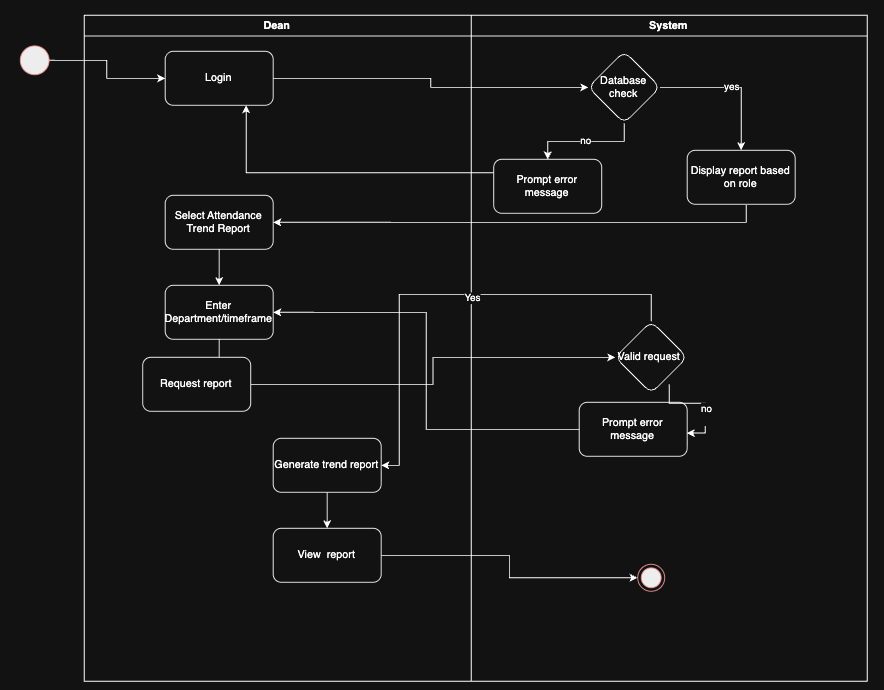 Dean
System
Login
Database
check
yes
no
Prompt error
message
Display report based
on role
Select Attendance
Trend Report
Enter
Department/timeframe
Yes
Valid request
Request report
no
Prompt error
message
Generate trend report
View  report